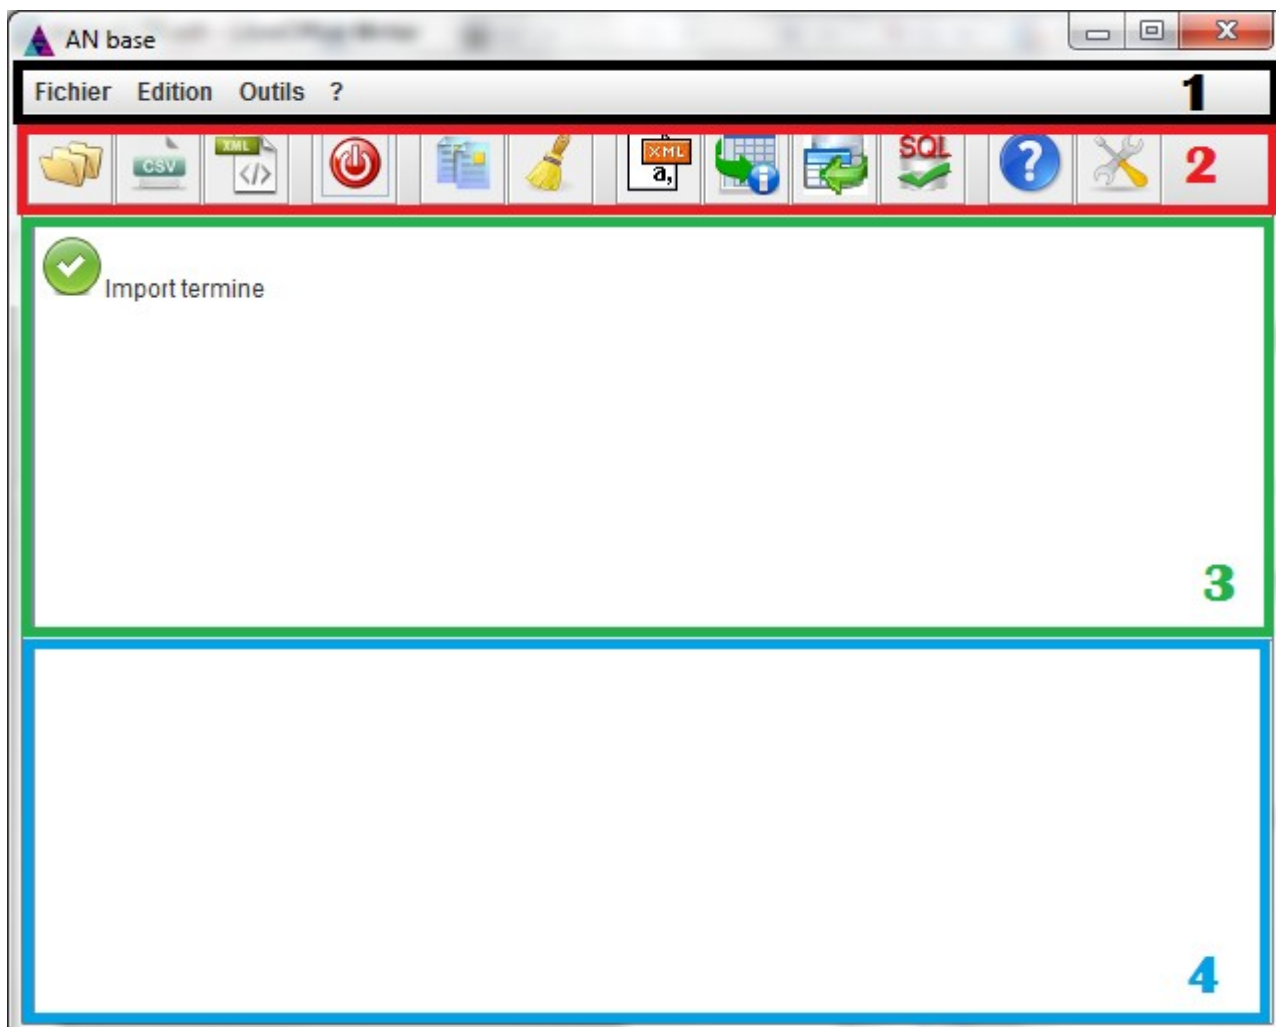 AN base
Fichier Edition Outils ?
1
CSV XML </> XML a, SQL ? 2
Import termine
3
4